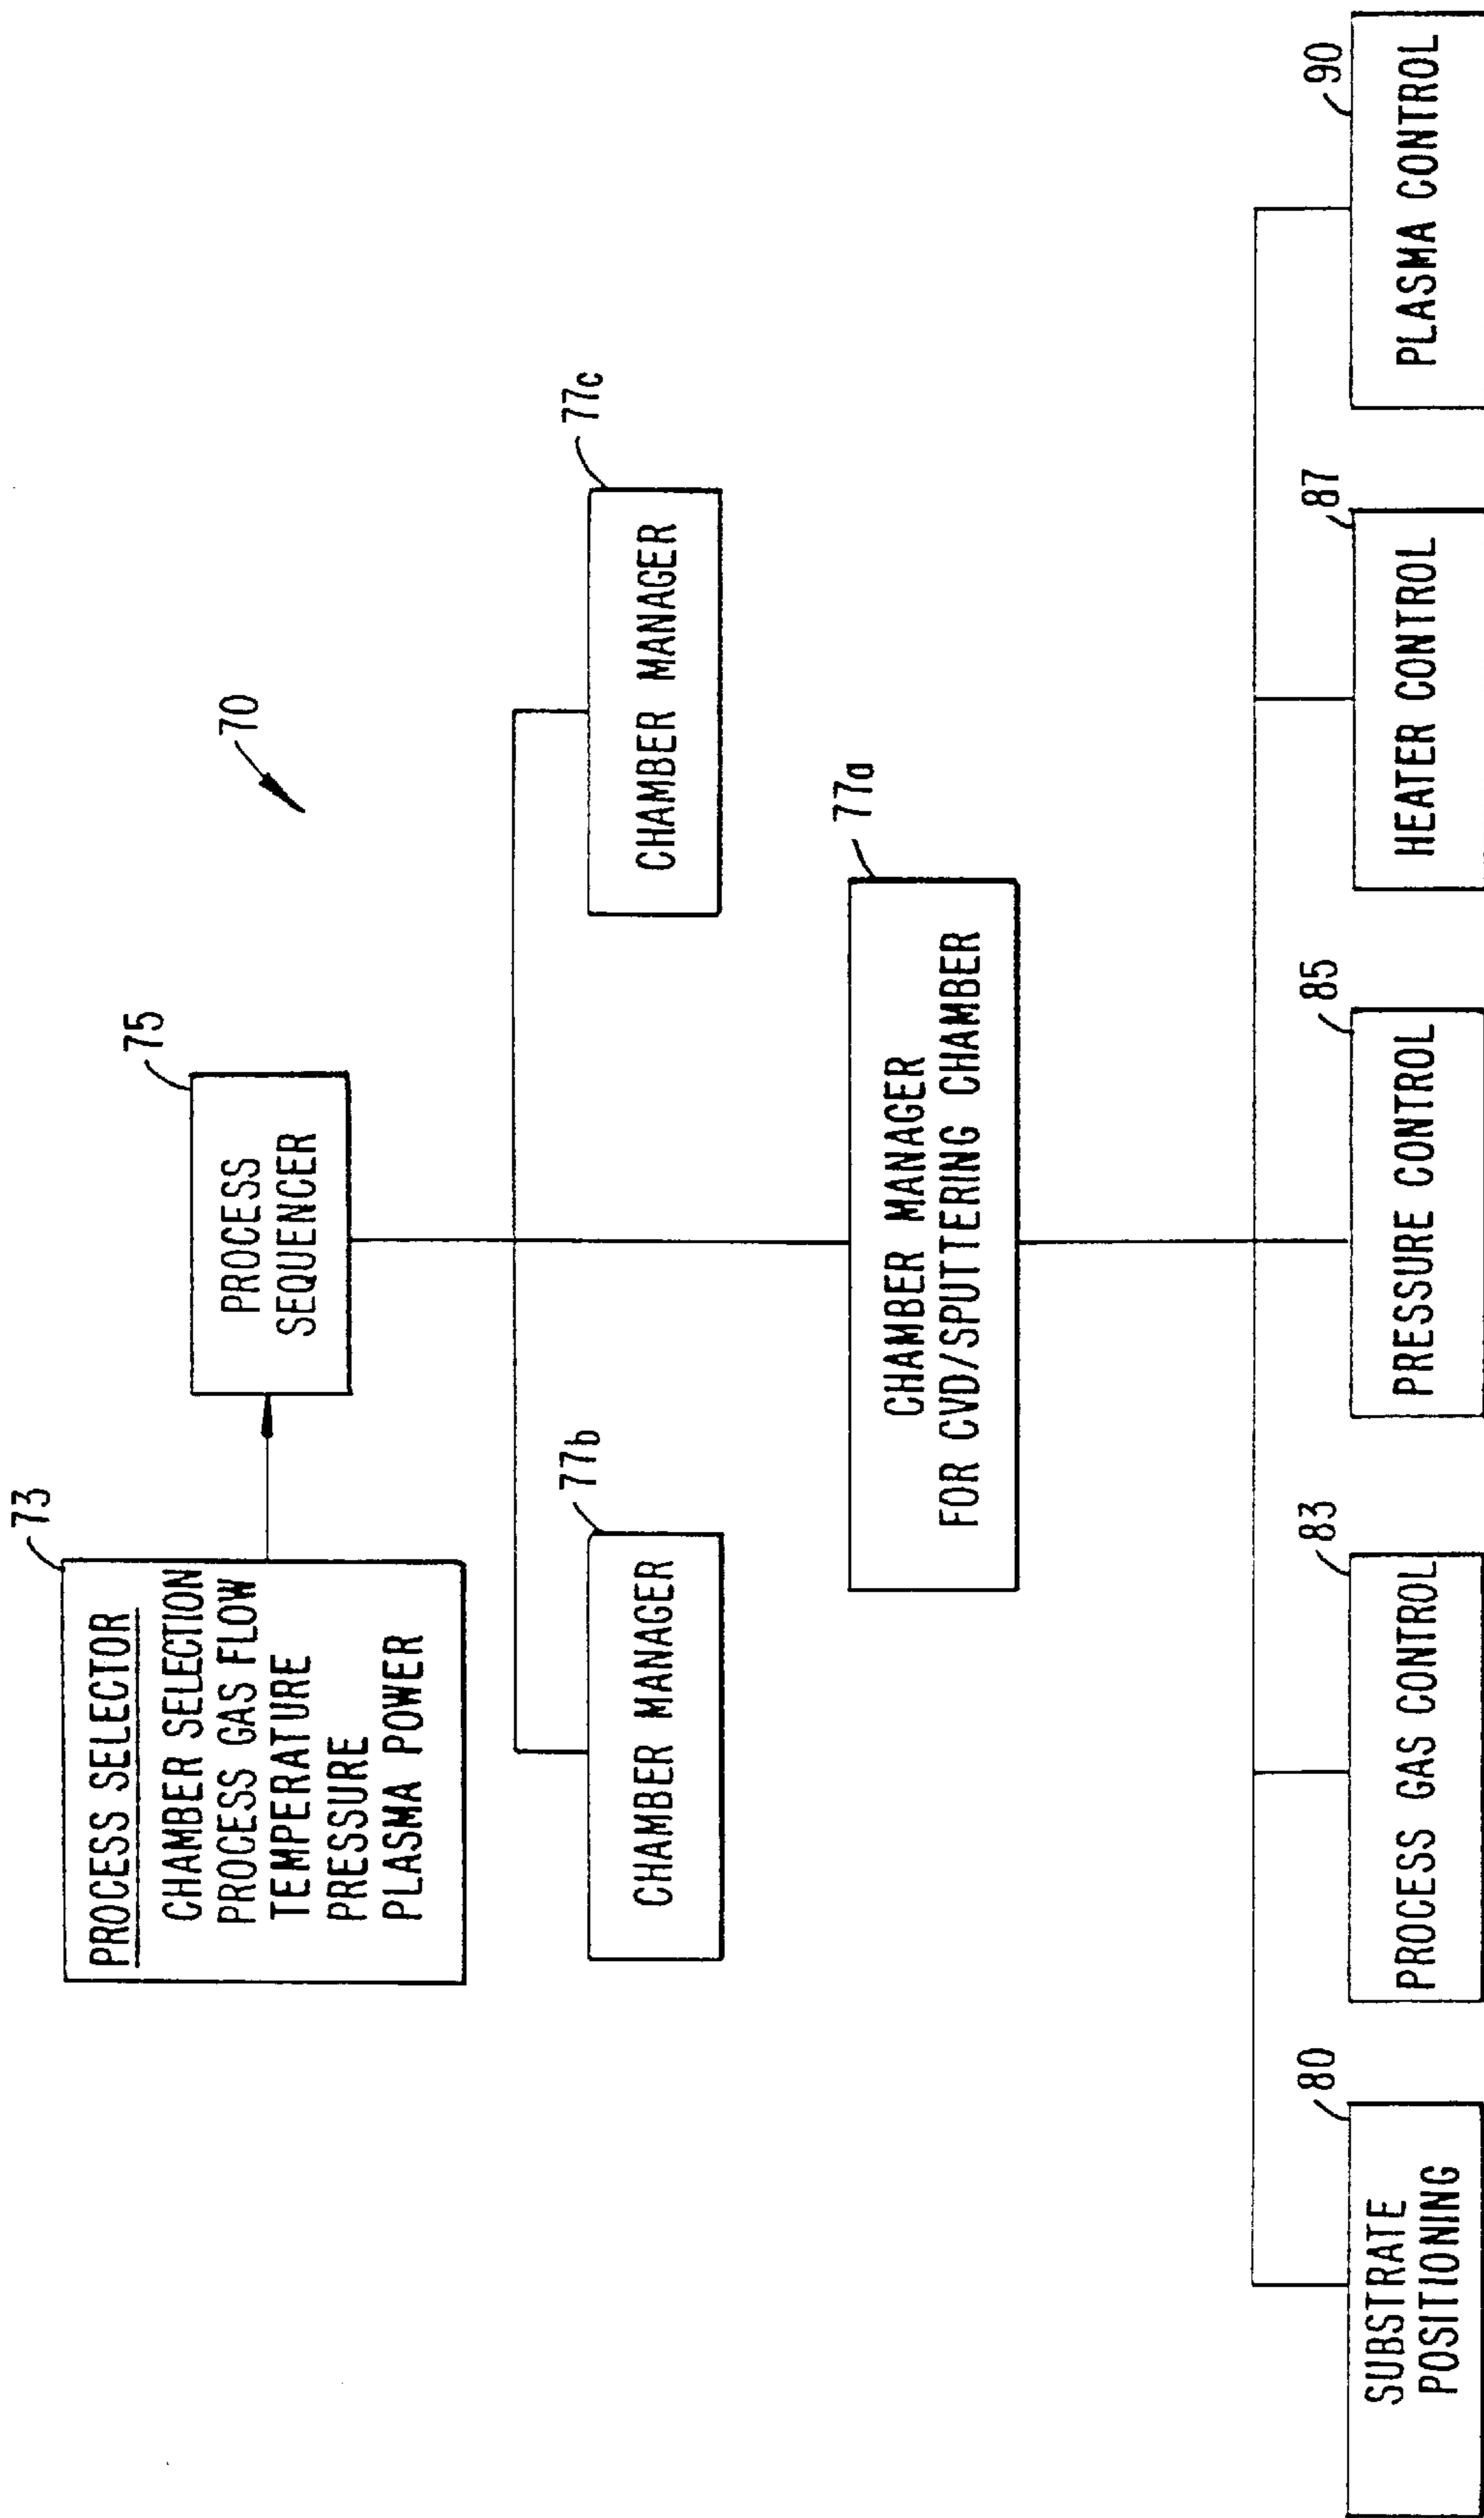 73
PROCESS SELECTOR
CHAMBER SELECTION
PROCESS GAS FLOW
TEMPERATURE
PRESSURE
PLASMA POWER
75
PROCESS
SEQUENCER
70
77b
CHAMBER MANAGER
77c
CHAMBER MANAGER
77a
CHAMBER MANAGER
FOR CVD/SPUTTERING CHAMBER
80
SUBSTRATE
POSITIONING
83
PROCESS GAS CONTROL
85
PRESSURE CONTROL
87
HEATER CONTROL
90
PLASMA CONTROL